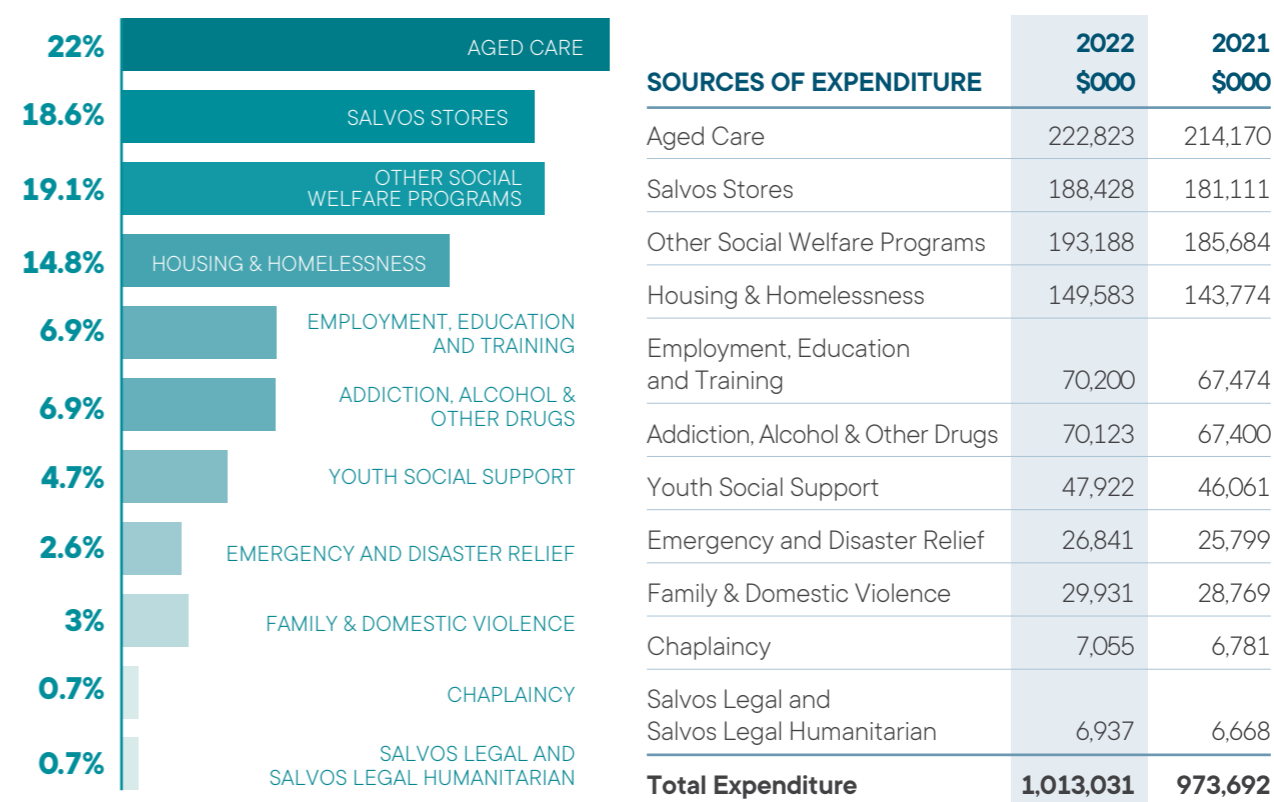 22%
AGED CARE
18.6%
SALVOS STORES
19.1%
OTHER SOCIAL
WELFARE PROGRAMS
14.8%
HOUSING & HOMELESSNESS
6.9%
EMPLOYMENT, EDUCATION
AND TRAINING
6.9%
ADDICTION, ALCOHOL &
OTHER DRUGS
4.7%
YOUTH SOCIAL SUPPORT
2.6%
EMERGENCY AND DISASTER RELIEF
3%
FAMILY & DOMESTIC VIOLENCE
0.7%
CHAPLAINCY
0.7%
SALVOS LEGAL AND
SALVOS LEGAL HUMANITARIAN
2022 2021
SOURCES OF EXPENDITURE $000 $000
Aged Care 222,823 214,170
Salvos Stores 188,428 181,111
Other Social Welfare Programs 193,188 185,684
Housing & Homelessness 149,583 143,774
Employment, Education
and Training 70,200 67,474
Addiction, Alcohol & Other Drugs 70,123 67,400
Youth Social Support 47,922 46,061
Emergency and Disaster Relief 26,841 25,799
Family & Domestic Violence 29,931 28,769
Chaplaincy 7,055 6,781
Salvos Legal and
Salvos Legal Humanitarian 6,937 6,668
Total Expenditure 1,013,031 973,692